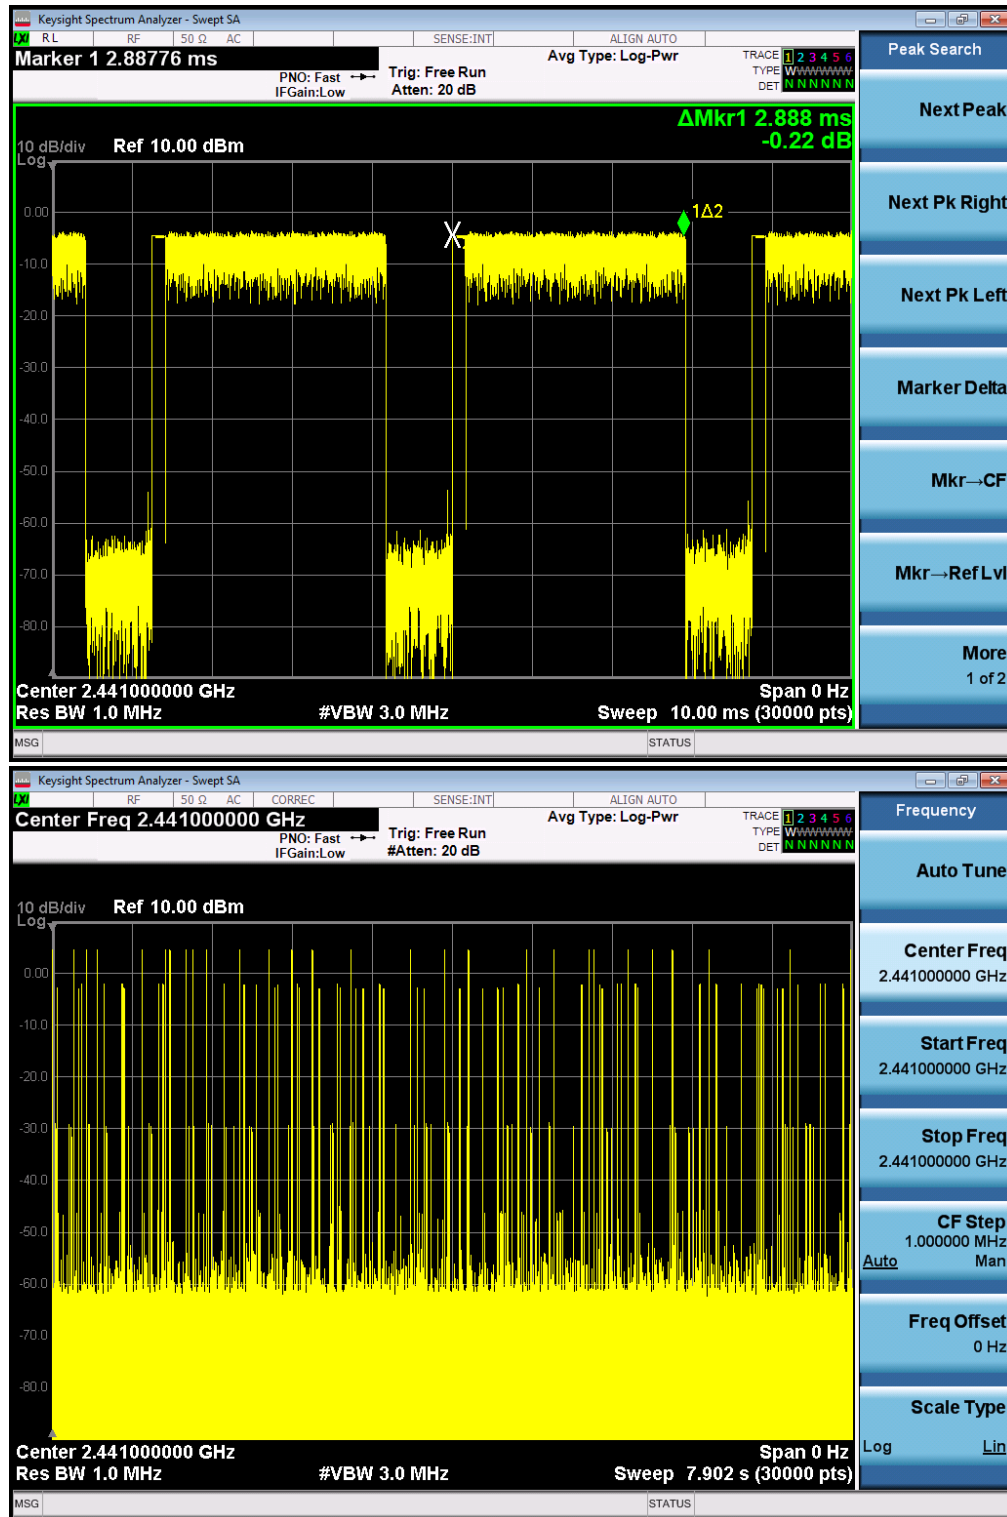 Keysight Spectrum Analyzer - Swept SA
LXI RL RF 50 Ω AC SENSE:INT ALIGN AUTO
Marker 1 2.88776 ms
PNO: Fast
IFGain:Low
Trig: Free Run
Atten: 20 dB
Avg Type: Log-Pwr
TRACE 1 2 3 4 5 6
TYPE WWWWWW
DET N N N N N N
ΔMkr1 2.888 ms
-0.22 dB
10 dB/div Ref 10.00 dBm
Log
1Δ2
0.00
-10.0
-20.0
-30.0
-40.0
-50.0
-60.0
-70.0
-80.0
Center 2.441000000 GHz Span 0 Hz
Res BW 1.0 MHz #VBW 3.0 MHz Sweep 10.00 ms (30000 pts)
MSG STATUS
Peak Search
Next Peak
Next Pk Right
Next Pk Left
Marker Delta
Mkr→CF
Mkr→Ref Lvl
More
1 of 2
Keysight Spectrum Analyzer - Swept SA
LXI RF 50 Ω AC CORREC SENSE:INT ALIGN AUTO
Center Freq 2.441000000 GHz
PNO: Fast
IFGain:Low
Trig: Free Run
#Atten: 20 dB
Avg Type: Log-Pwr
TRACE 1 2 3 4 5 6
TYPE WWWWWW
DET N N N N N N
10 dB/div Ref 10.00 dBm
Log
0.00
-10.0
-20.0
-30.0
-40.0
-50.0
-60.0
-70.0
-80.0
Center 2.441000000 GHz Span 0 Hz
Res BW 1.0 MHz #VBW 3.0 MHz Sweep 7.902 s (30000 pts)
MSG STATUS
Frequency
Auto Tune
Center Freq
2.441000000 GHz
Start Freq
2.441000000 GHz
Stop Freq
2.441000000 GHz
CF Step
1.000000 MHz
Auto Man
Freq Offset
0 Hz
Scale Type
Log Lin